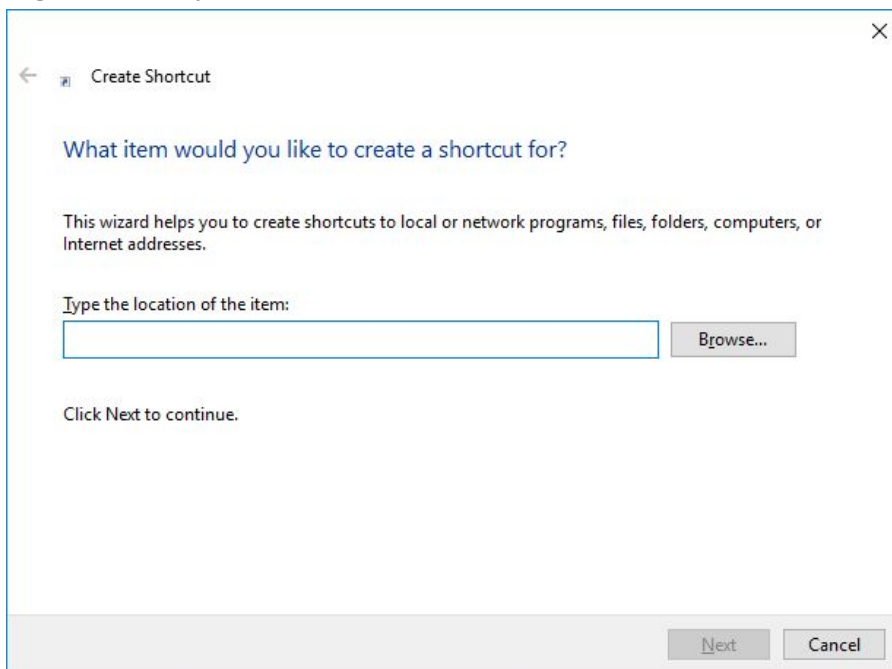 Create Shortcut
What item would you like to create a shortcut for?
This wizard helps you to create shortcuts to local or network programs, files, folders, computers, or
Internet addresses.
Type the location of the item:
Browse...
Click Next to continue.
Next Cancel